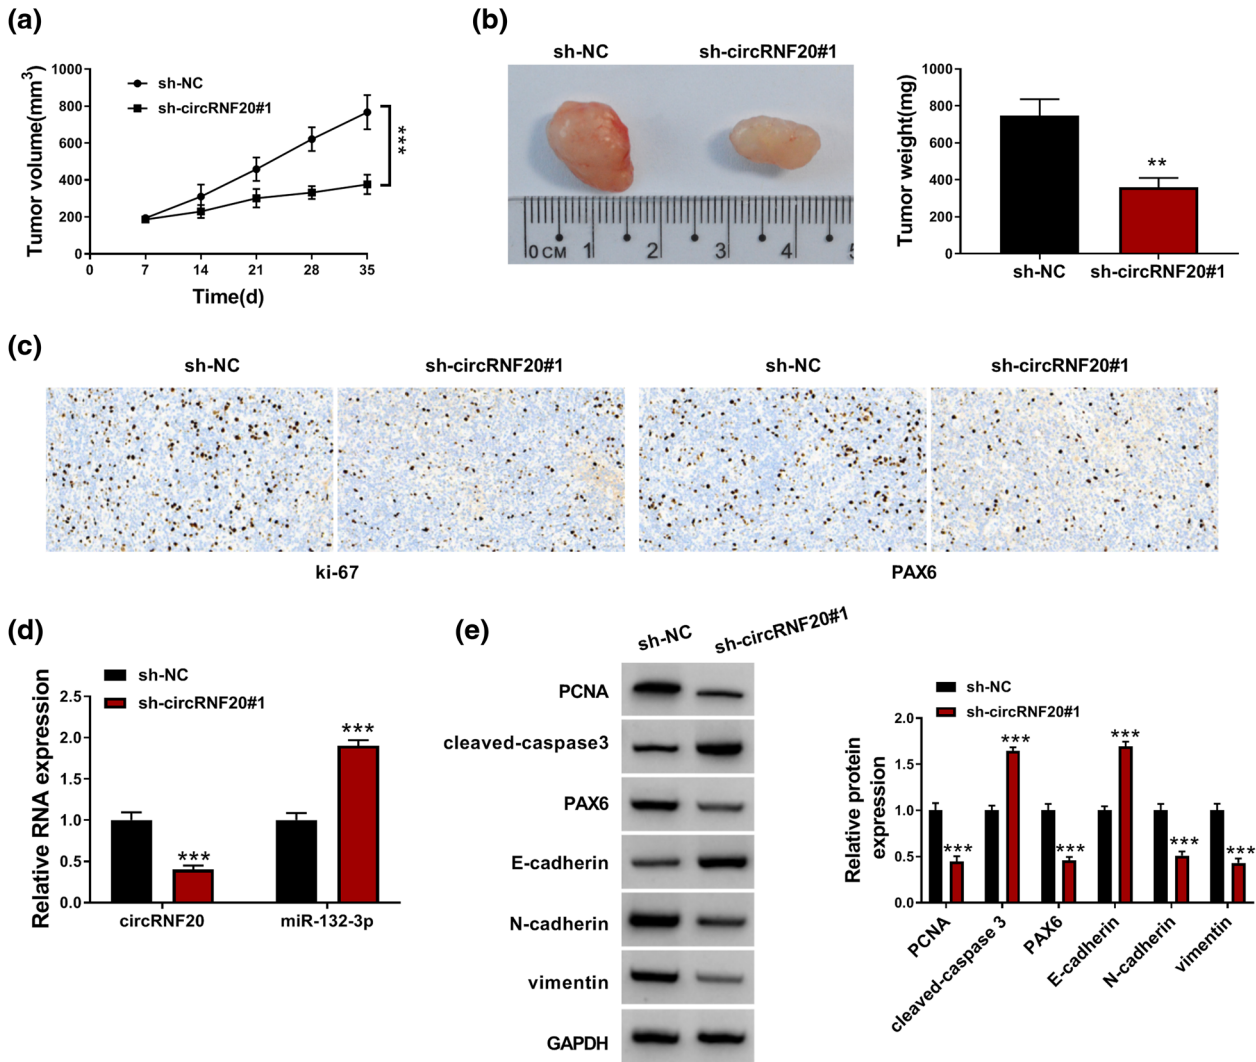 (a)
Tumor volume(mm3)
1000
800
600
400
200
0
sh-NC
sh-circRNF20#1
***
0 7 14 21 28 35
Time(d)
(b)
sh-NC sh-circRNF20#1
0 CM 1 2 3 4 5
Tumor weight(mg)
1000
800
600
400
200
0
**
sh-NC sh-circRNF20#1
(c)
sh-NC sh-circRNF20#1 sh-NC sh-circRNF20#1
ki-67 PAX6
(d)
sh-NC
sh-circRNF20#1
Relative RNA expression
2.5
2.0
1.5
1.0
0.5
0.0
*** ***
circRNF20 miR-132-3p
(e)
sh-NC sh-circRNF20#1
PCNA
cleaved-caspase3
PAX6
E-cadherin
N-cadherin
vimentin
GAPDH
sh-NC
sh-circRNF20#1
Relative protein
expression
2.0
1.5
1.0
0.5
0.0
*** *** *** *** *** ***
PCNA
cleaved-caspase 3
PAX6
E-cadherin
N-cadherin
vimentin